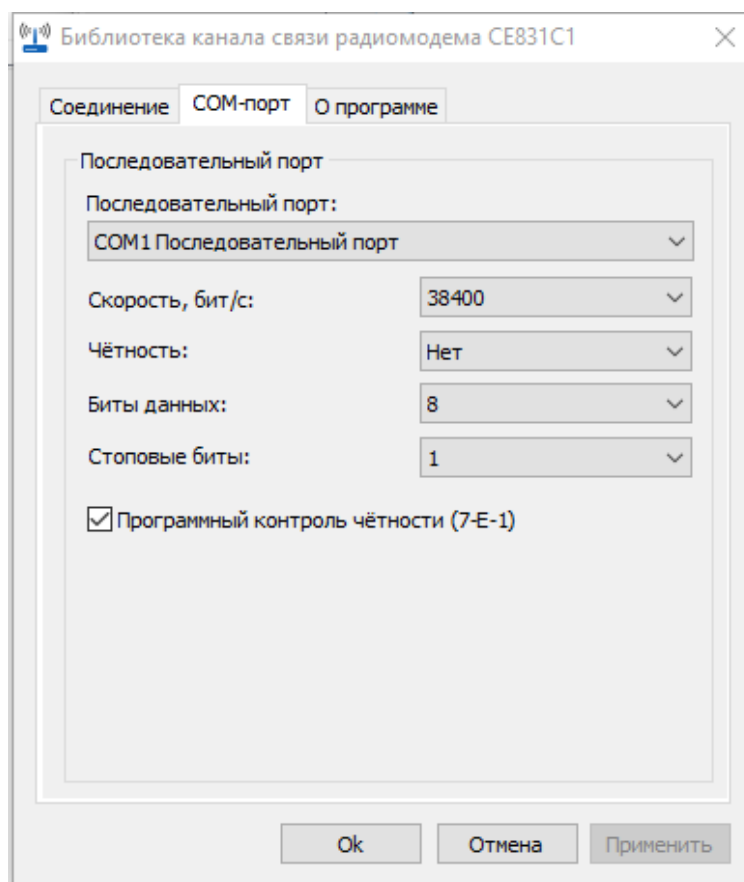 Библиотека канала связи радиомодема CE831C1
Соединение COM-порт О программе
Последовательный порт
Последовательный порт:
COM1 Последовательный порт
Скорость, бит/с: 38400
Чётность: Нет
Биты данных: 8
Стоповые биты: 1
Программный контроль чётности (7-E-1)
Ok Отмена Применить